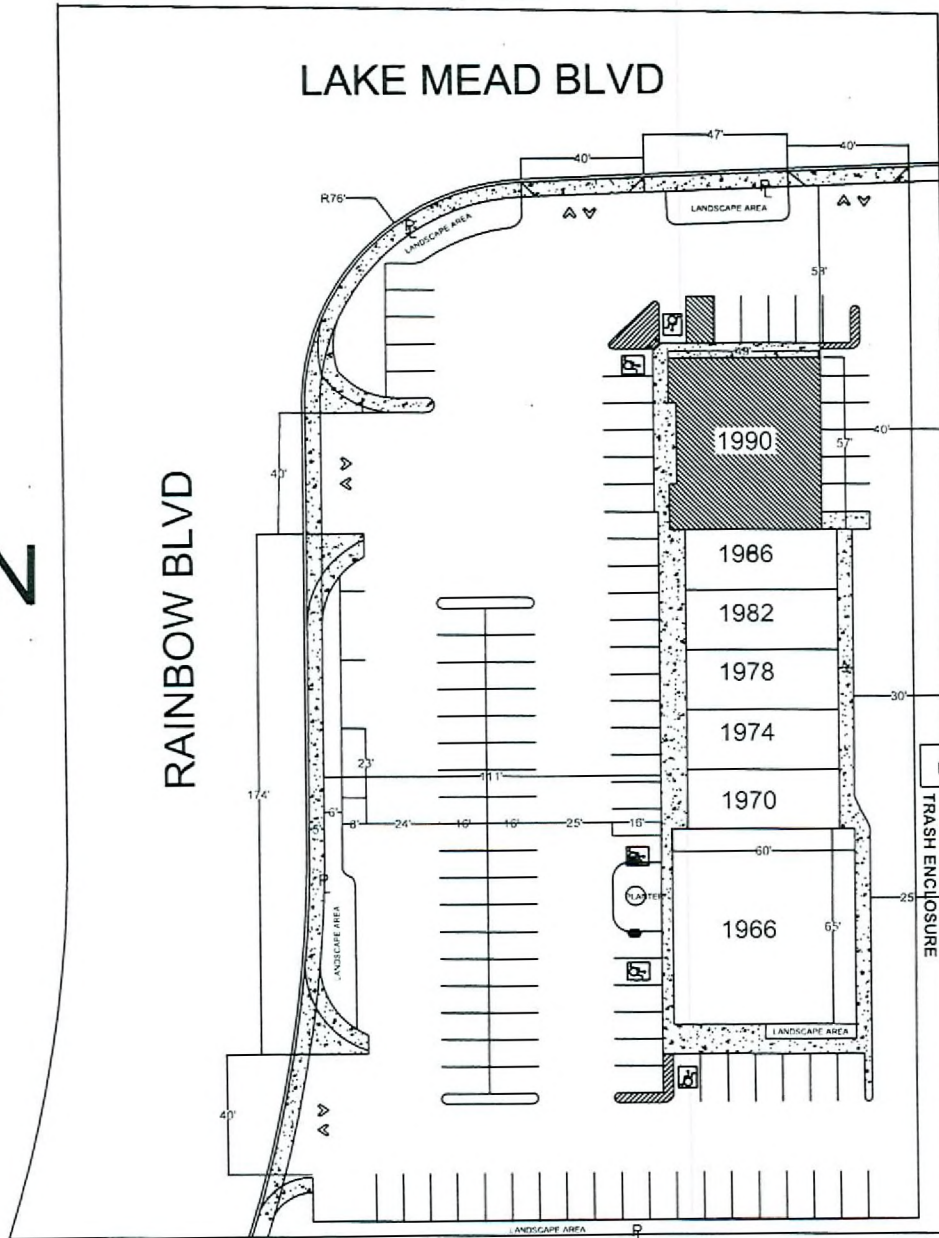 LAKE MEAD BLVD
40'
47'
40'
R76'
LANDSCAPE AREA
LANDSCAPE AREA
40'
RAINBOW BLVD
1990
57'
40'
1986
1982
1978
1974
1970
30'
23'
111'
174'
5'
6'
8'
24'
16'
16'
25'
16'
60'
PLANTER
1966
65'
25'
TRASH ENCLOSURE
LANDSCAPE AREA
LANDSCAPE AREA
40'
LANDSCAPE AREA
N